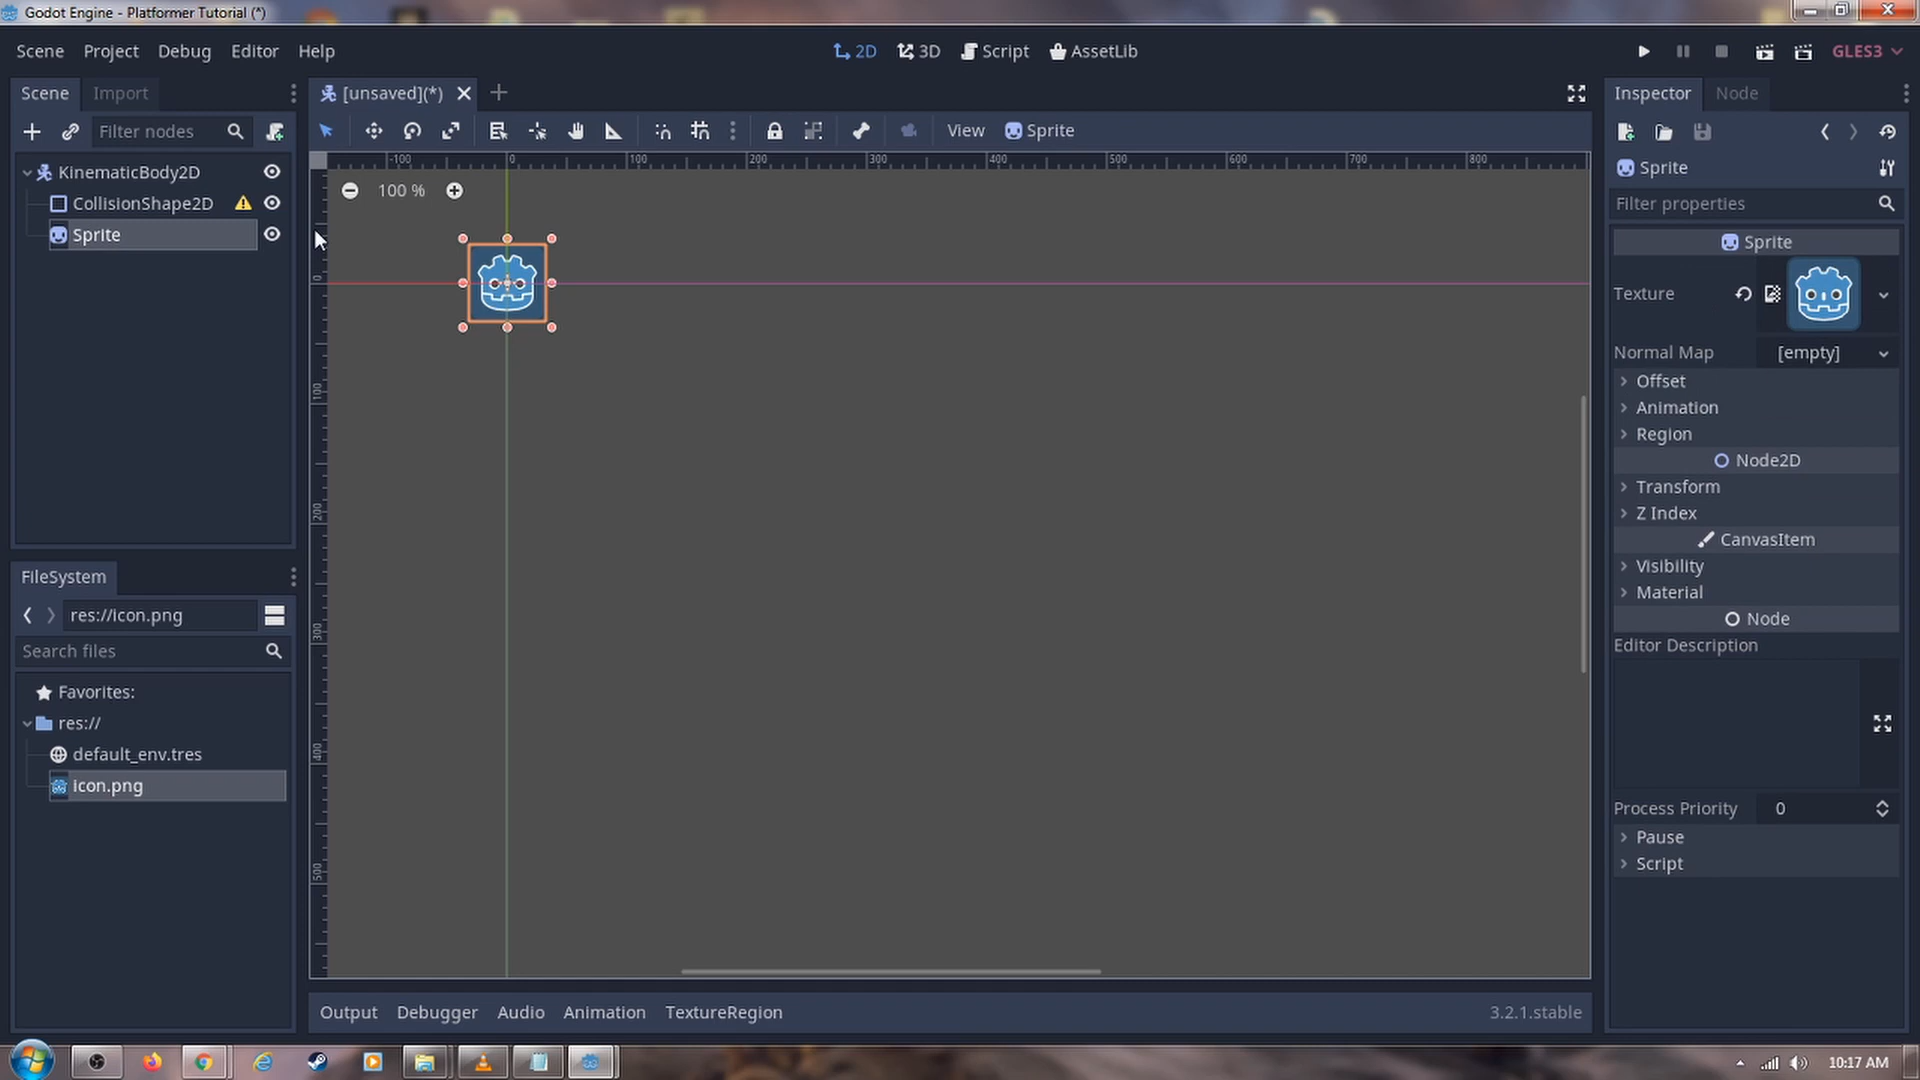 Godot Engine - Platformer Tutorial (*)
Scene Project Debug Editor Help
2D 3D Script AssetLib
GLES3
Scene Import
[unsaved](*)
Inspector Node
Filter nodes
View Sprite
KinematicBody2D
CollisionShape2D
Sprite
-100 0 100 200 300 400 500 600 700 800
100 %
0
100
200
300
400
500
Sprite
Filter properties
Sprite
Texture
Normal Map [empty]
Offset
Animation
Region
Node2D
Transform
Z Index
CanvasItem
Visibility
Material
Node
Editor Description
Process Priority 0
Pause
Script
FileSystem
res://icon.png
Search files
Favorites:
res://
default_env.tres
icon.png
Output Debugger Audio Animation TextureRegion
3.2.1.stable
10:17 AM